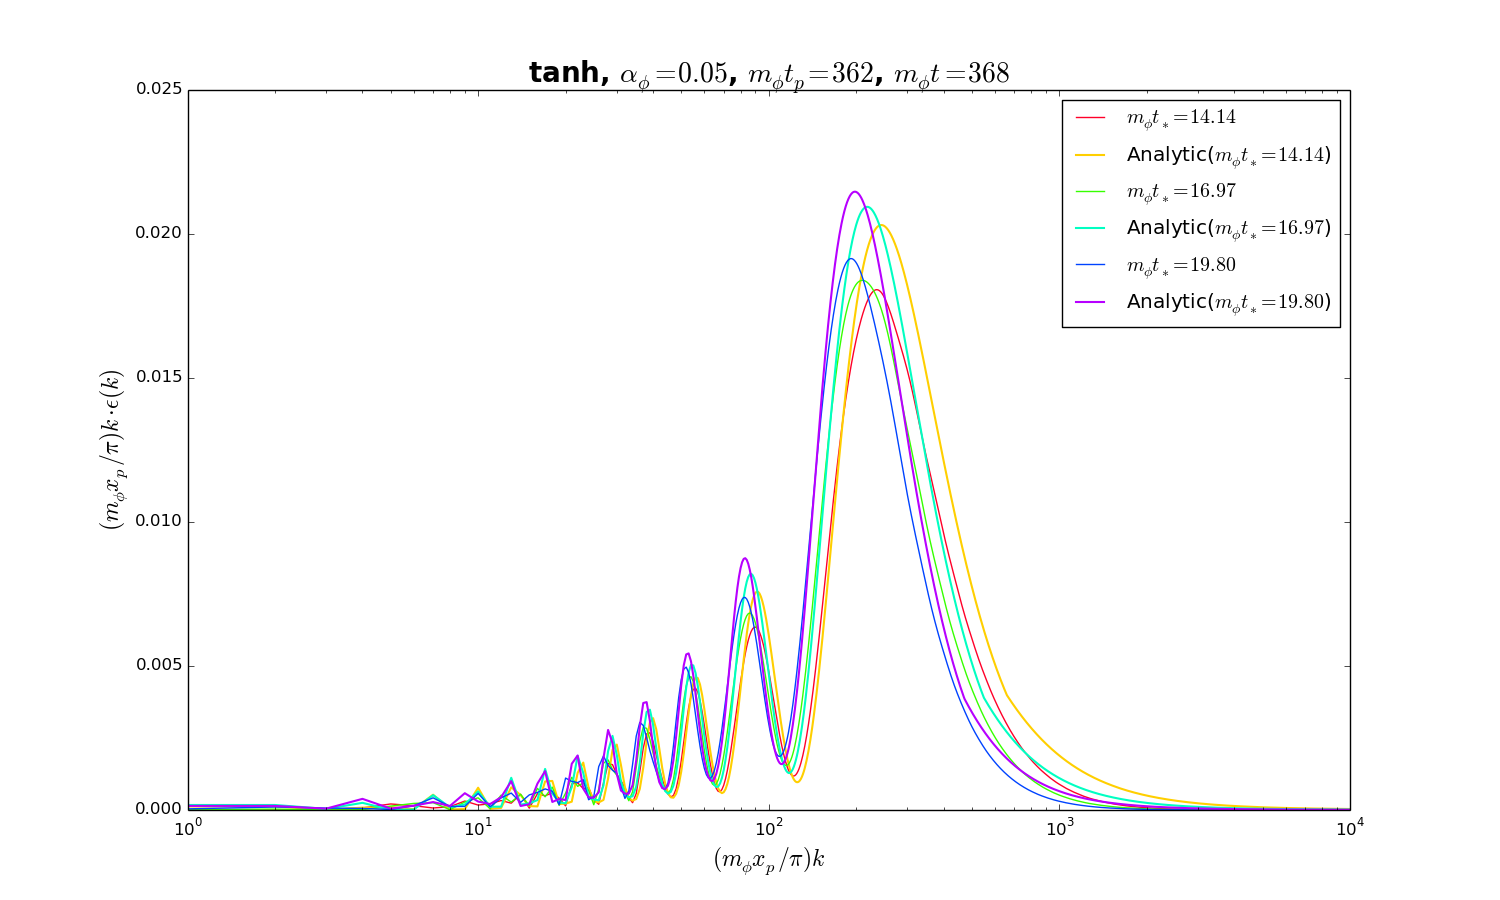 tanh, α_ϕ=0.05, m_ϕt_p=362, m_ϕt=368
0.025
0.020
0.015
0.010
0.005
0.000
(m_ϕx_p/π)k·ϵ(k)
m_ϕt_*=14.14
Analytic(m_ϕt_*=14.14)
m_ϕt_*=16.97
Analytic(m_ϕt_*=16.97)
m_ϕt_*=19.80
Analytic(m_ϕt_*=19.80)
10^0 10^1 10^2 10^3 10^4
(m_ϕx_p/π)k